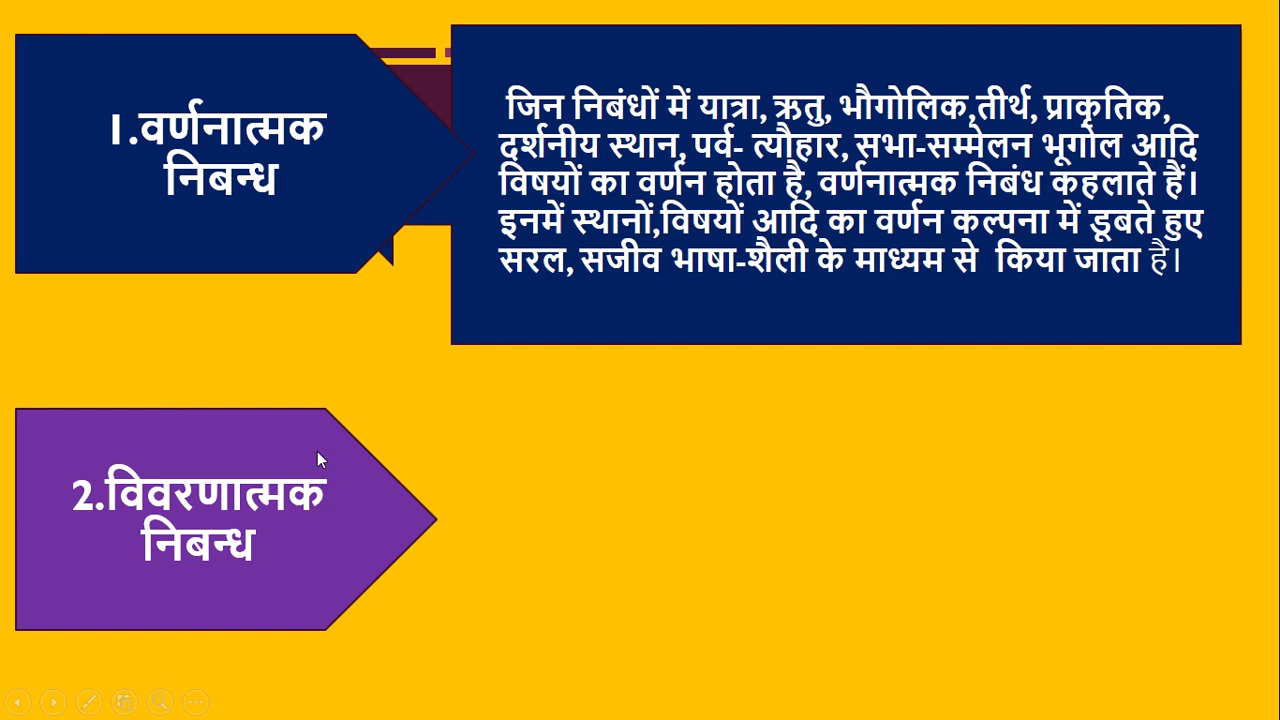 1.वर्णनात्मक
निबन्ध
जिन निबंधों में यात्रा, ऋतु, भौगोलिक,तीर्थ, प्राकृतिक,
दर्शनीय स्थान, पर्व- त्यौहार, सभा-सम्मेलन भूगोल आदि
विषयों का वर्णन होता है, वर्णनात्मक निबंध कहलाते हैं।
इनमें स्थानों,विषयों आदि का वर्णन कल्पना में डूबते हुए
सरल, सजीव भाषा-शैली के माध्यम से किया जाता है।
2.विवरणात्मक
निबन्ध